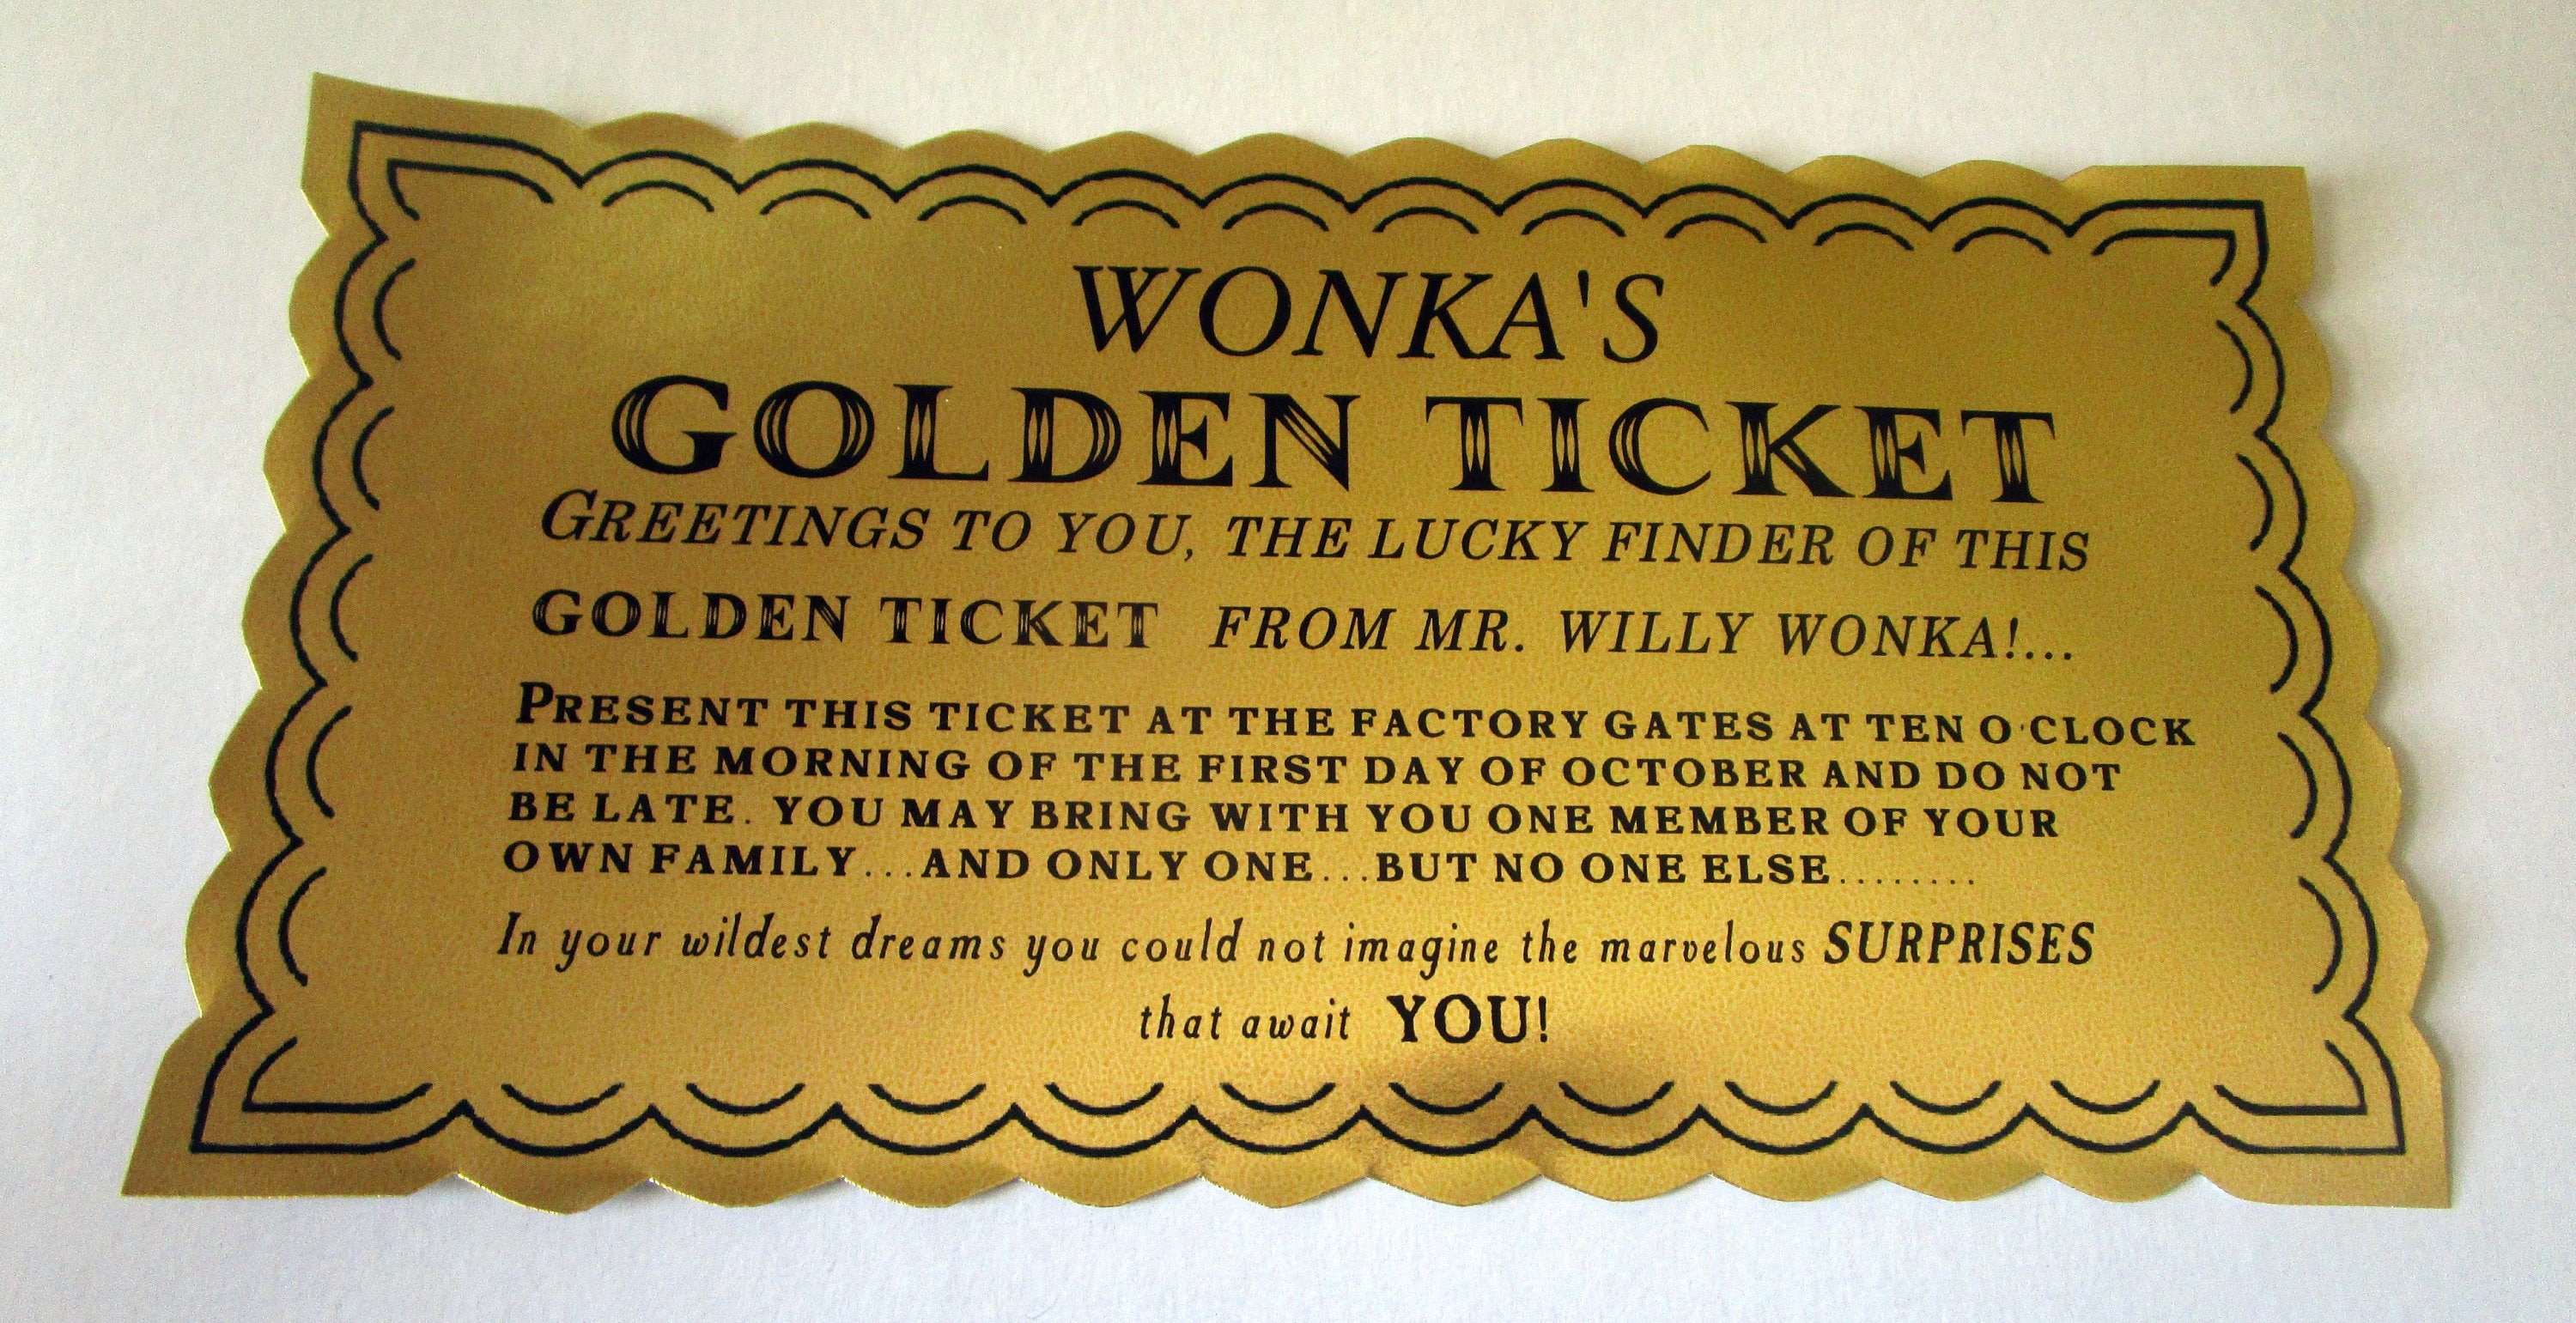 WONKA'S
GOLDEN TICKET
GREETINGS TO YOU, THE LUCKY FINDER OF THIS
GOLDEN TICKET FROM MR. WILLY WONKA!...
PRESENT THIS TICKET AT THE FACTORY GATES AT TEN O'CLOCK
IN THE MORNING OF THE FIRST DAY OF OCTOBER AND DO NOT
BE LATE. YOU MAY BRING WITH YOU ONE MEMBER OF YOUR
OWN FAMILY...AND ONLY ONE...BUT NO ONE ELSE........
In your wildest dreams you could not imagine the marvelous SURPRISES
that await YOU!